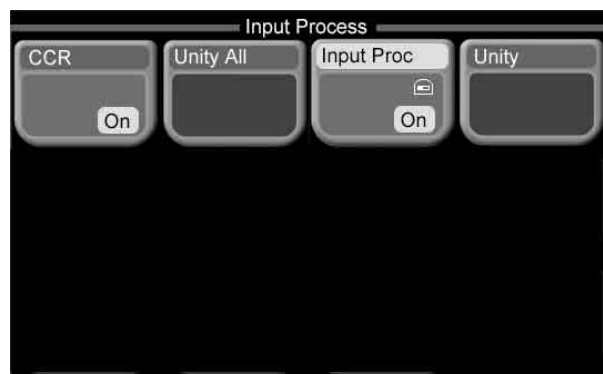 Input Process
CCR
Unity All
Input Proc
Unity
On
On